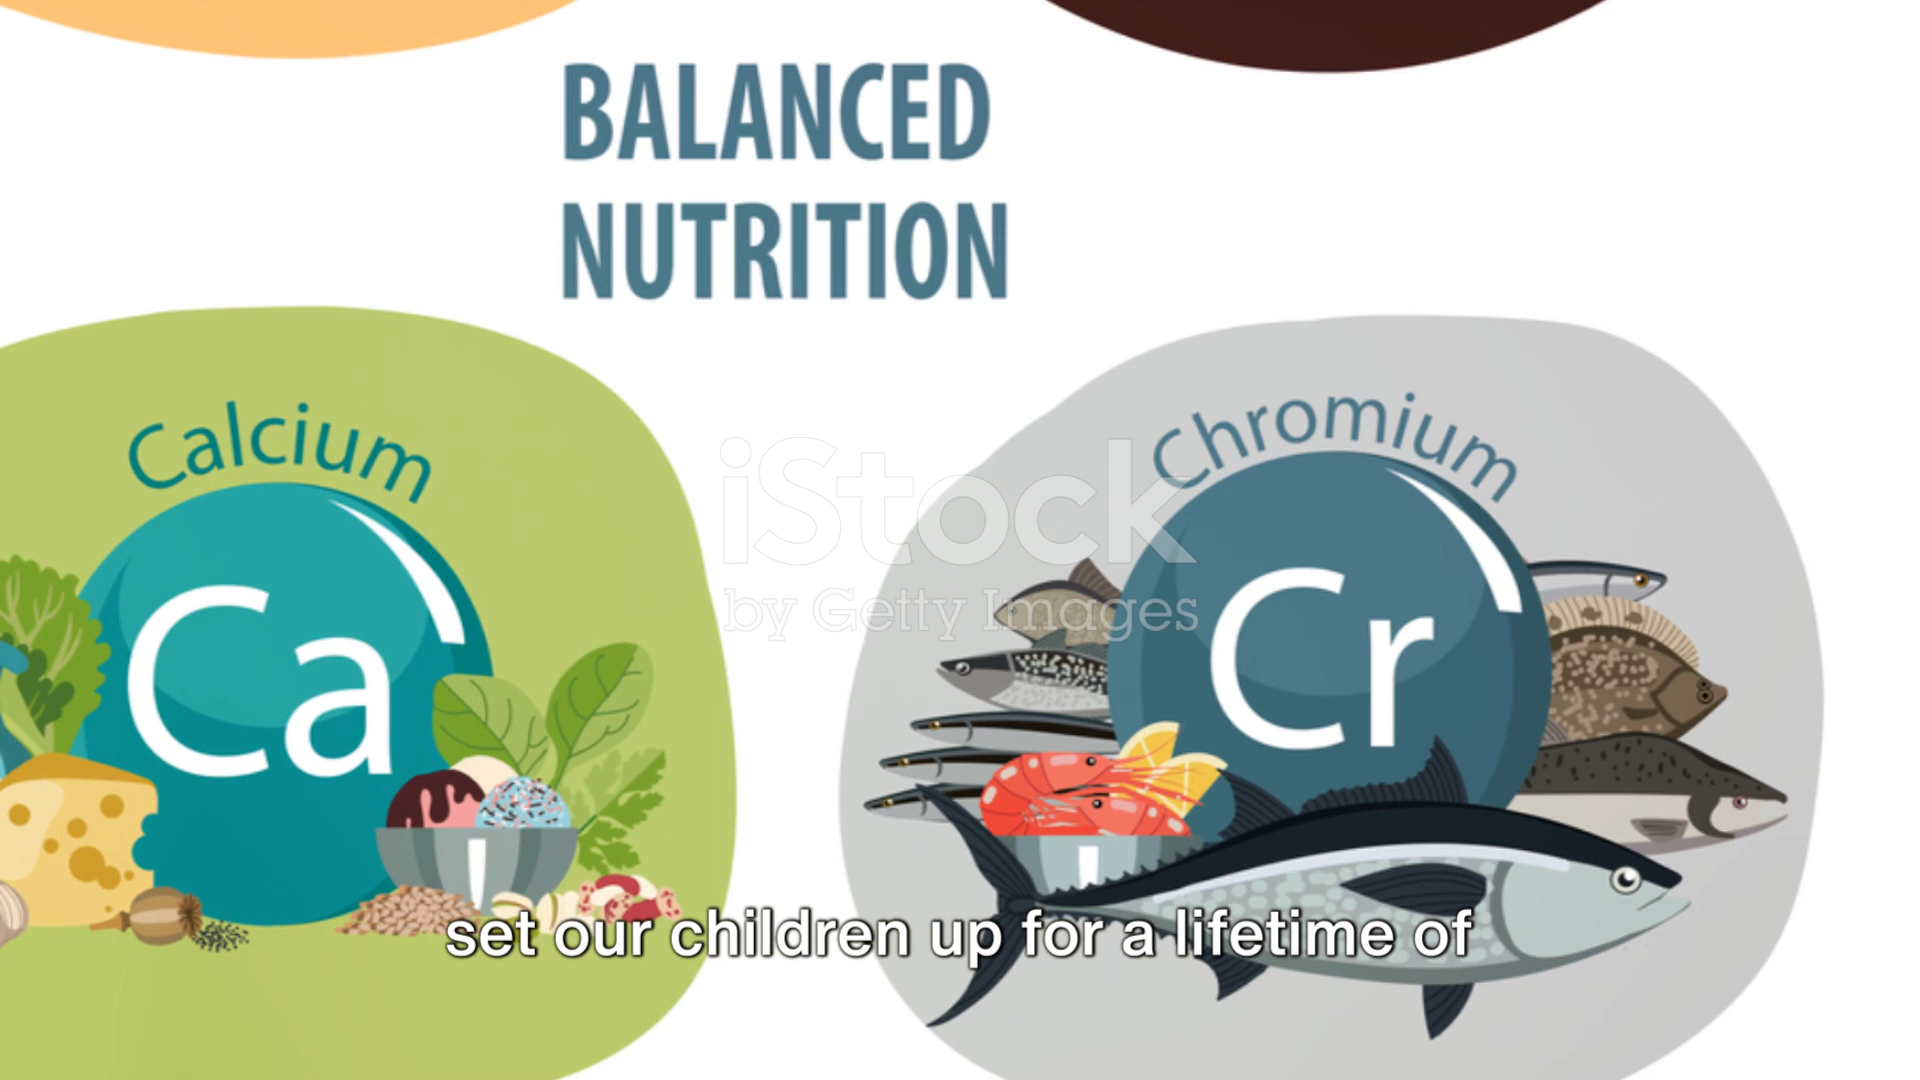 BALANCED
NUTRITION
Calcium
Chromium
iStock
by Getty Images
Ca
Cr
set our children up for a lifetime of